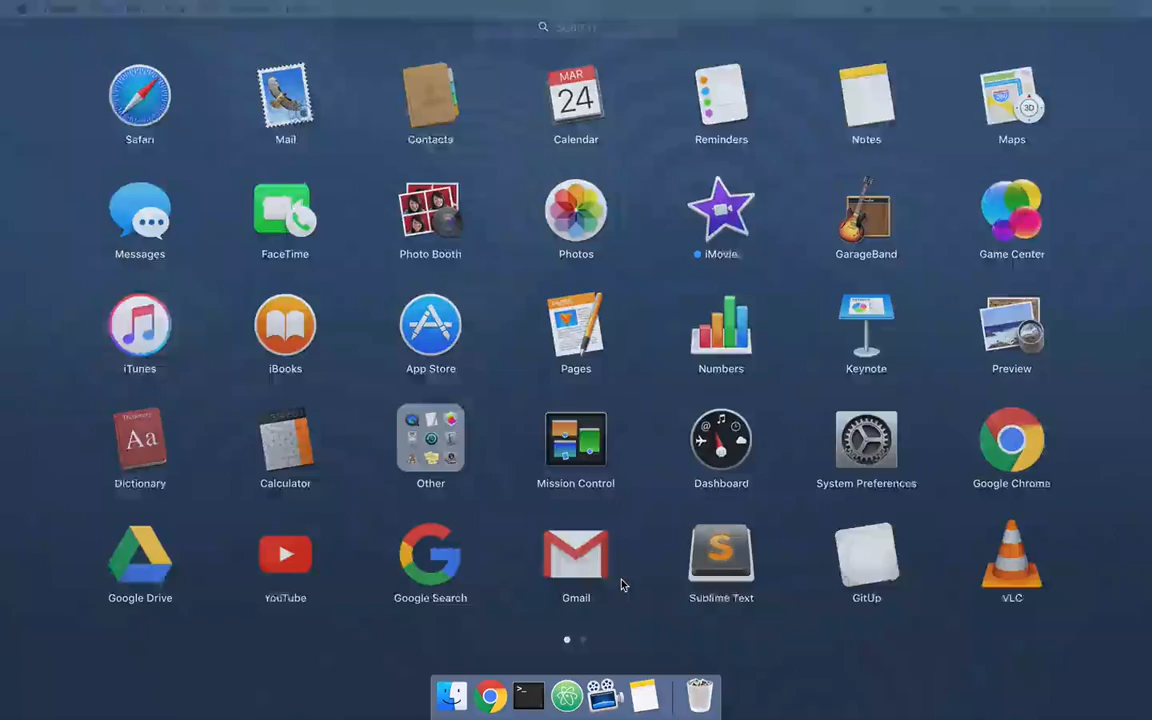 Safari Mail Contacts Calendar Reminders Notes Maps
MAR
24
3D
Messages FaceTime Photo Booth Photos iMovie GarageBand Game Center
iTunes iBooks App Store Pages Numbers Keynote Preview
Aa
Dictionary Calculator Other Mission Control Dashboard System Preferences Google Chrome
S
Google Drive YouTube Google Search Gmail Sublime Text GitUp VLC